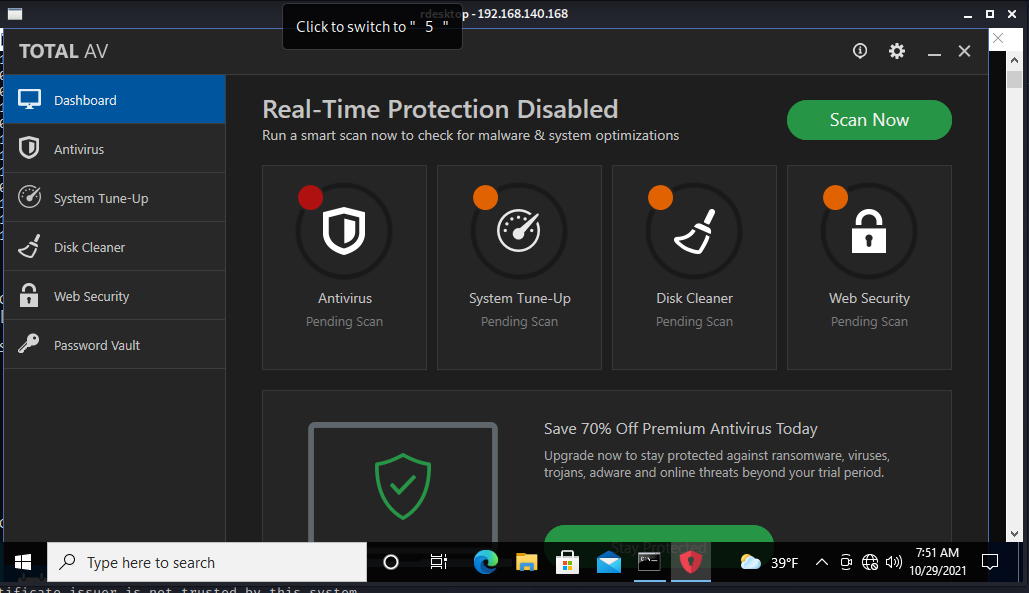 rdesktop - 192.168.140.168
Click to switch to " 5 "
TOTAL AV
Dashboard
Antivirus
System Tune-Up
Disk Cleaner
Web Security
Password Vault
Real-Time Protection Disabled
Run a smart scan now to check for malware & system optimizations
Scan Now
Antivirus
Pending Scan
System Tune-Up
Pending Scan
Disk Cleaner
Pending Scan
Web Security
Pending Scan
Save 70% Off Premium Antivirus Today
Upgrade now to stay protected against ransomware, viruses,
trojans, adware and online threats beyond your trial period.
Stay Protected
Type here to search
39°F
7:51 AM
10/29/2021
tificate issuer is not trusted by this system.